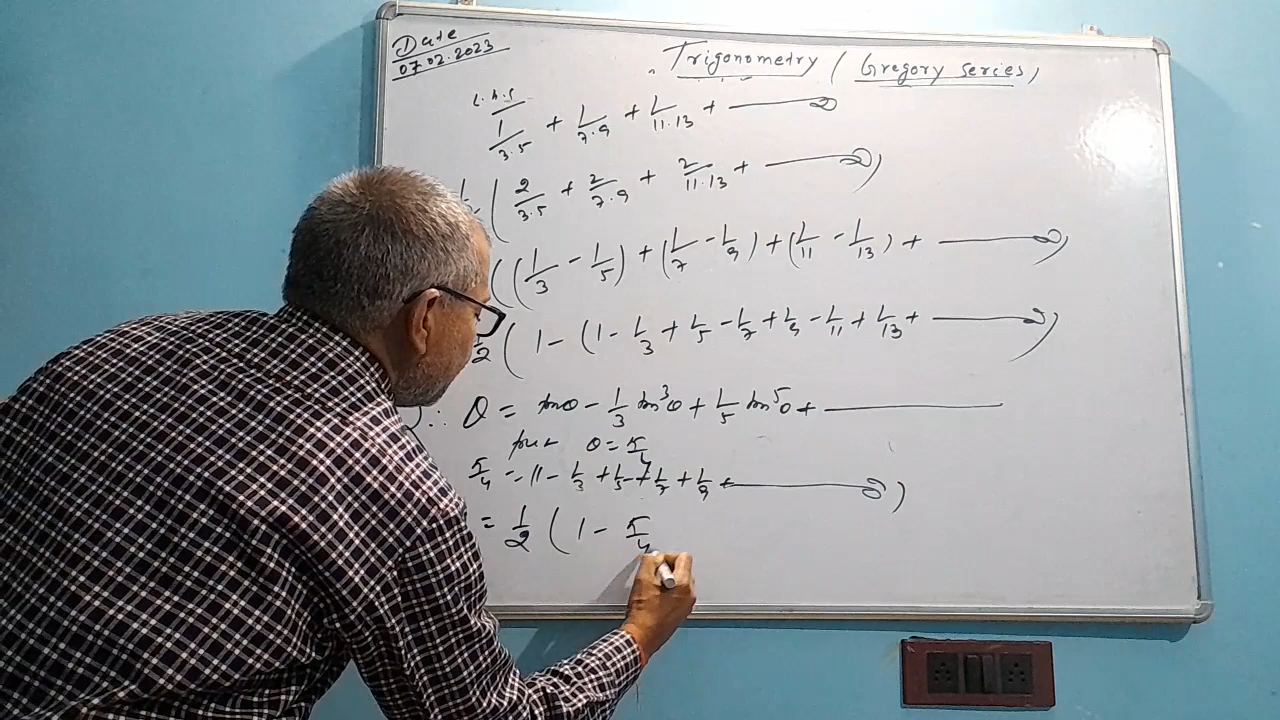 Date
07.02.2023
Trigonometry ( Gregory series )
L.H.S
1/3.5 + 1/7.9 + 1/11.13 + ——— ∞
( 2/3.5 + 2/7.9 + 2/11.13 + ——— ∞ )
( ( 1/3 - 1/5 ) + ( 1/7 - 1/9 ) + ( 1/11 - 1/13 ) + ——— ∞ )
1/2 ( 1 - ( 1 - 1/3 + 1/5 - 1/7 + 1/9 - 1/11 + 1/13 + ——— ∞ )
∴ θ = tanθ - 1/3 tan³θ + 1/5 tan⁵θ + ———
put θ = π/4
π/4 = 1 - 1/3 + 1/5 - 1/7 + 1/9 + ——— ∞ )
= 1/2 ( 1 - π/4